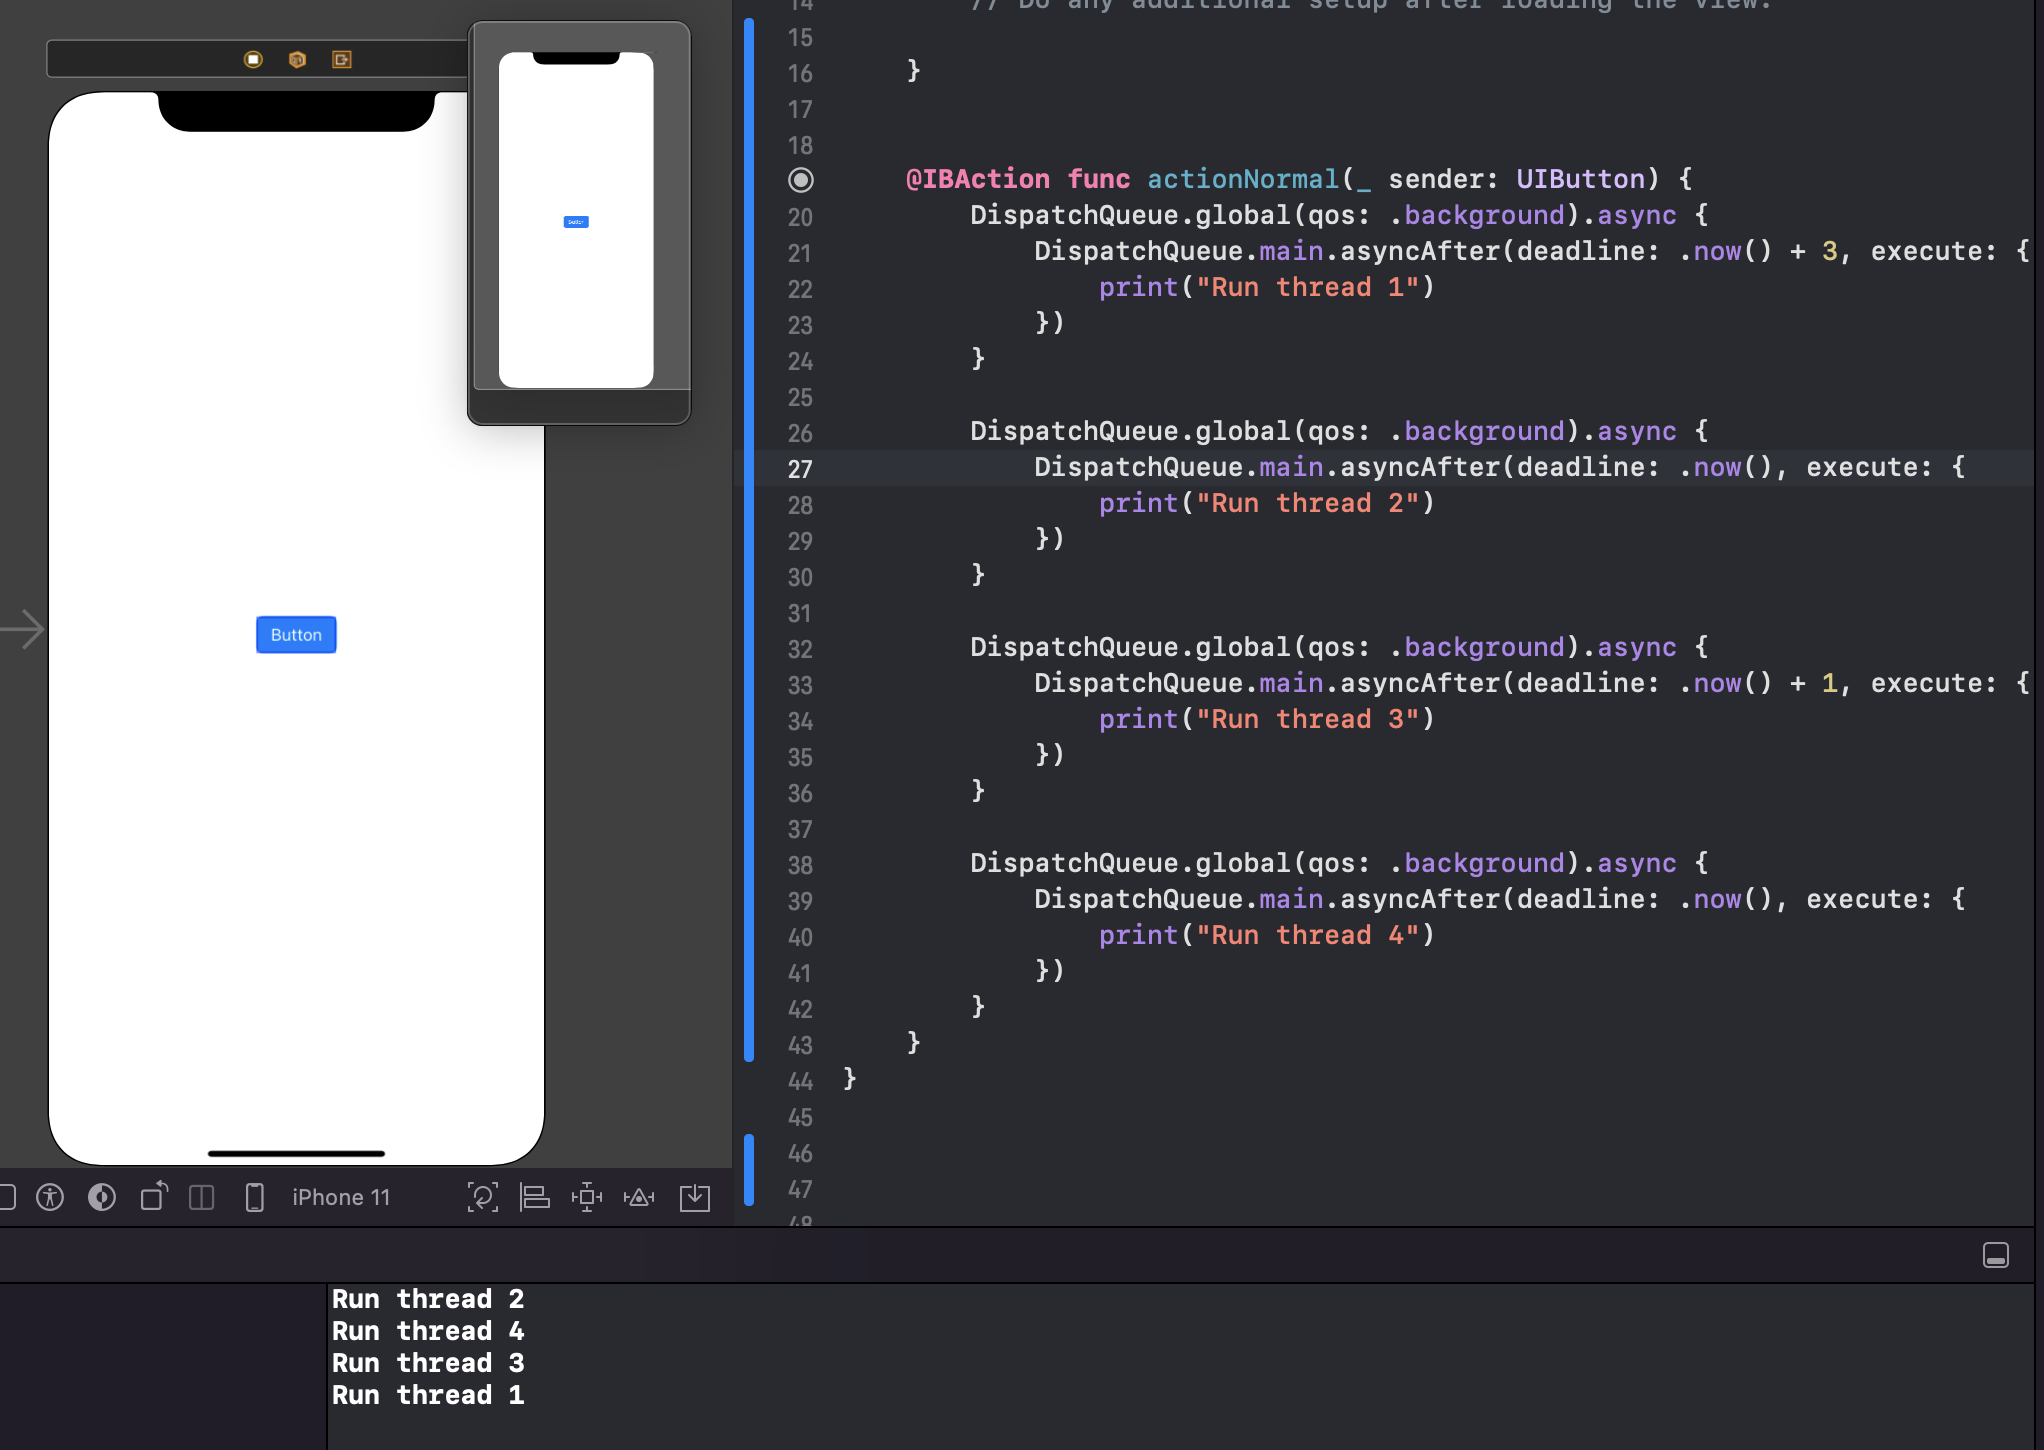 14 // Do any additional setup after loading the view.
15
16 }
17
18
@IBAction func actionNormal(_ sender: UIButton) {
20 DispatchQueue.global(qos: .background).async {
21 DispatchQueue.main.asyncAfter(deadline: .now() + 3, execute: {
22 print("Run thread 1")
23 })
24 }
25
26 DispatchQueue.global(qos: .background).async {
27 DispatchQueue.main.asyncAfter(deadline: .now(), execute: {
28 print("Run thread 2")
29 })
30 }
31
32 DispatchQueue.global(qos: .background).async {
33 DispatchQueue.main.asyncAfter(deadline: .now() + 1, execute: {
34 print("Run thread 3")
35 })
36 }
37
38 DispatchQueue.global(qos: .background).async {
39 DispatchQueue.main.asyncAfter(deadline: .now(), execute: {
40 print("Run thread 4")
41 })
42 }
43 }
44 }
45
46
47
48
Button
Button
iPhone 11
Run thread 2
Run thread 4
Run thread 3
Run thread 1